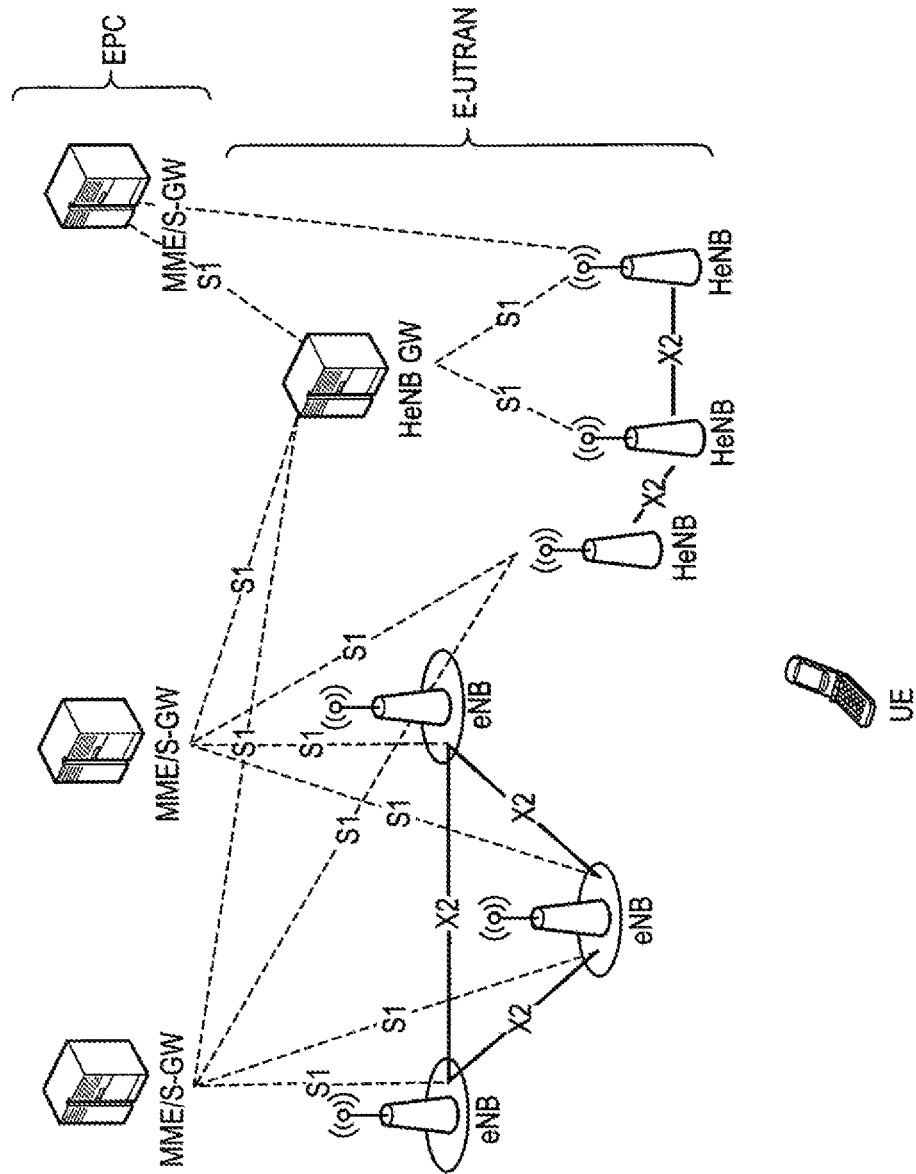 EPC
MME/S-GW
MME/S-GW
MME/S-GW
S1
S1
S1
S1
S1
S1
S1
S1
S1
HeNB GW
E-UTRAN
X2
eNB
eNB
S1
S1
X2
X2
eNB
X2
X2
HeNB
HeNB
HeNB
UE